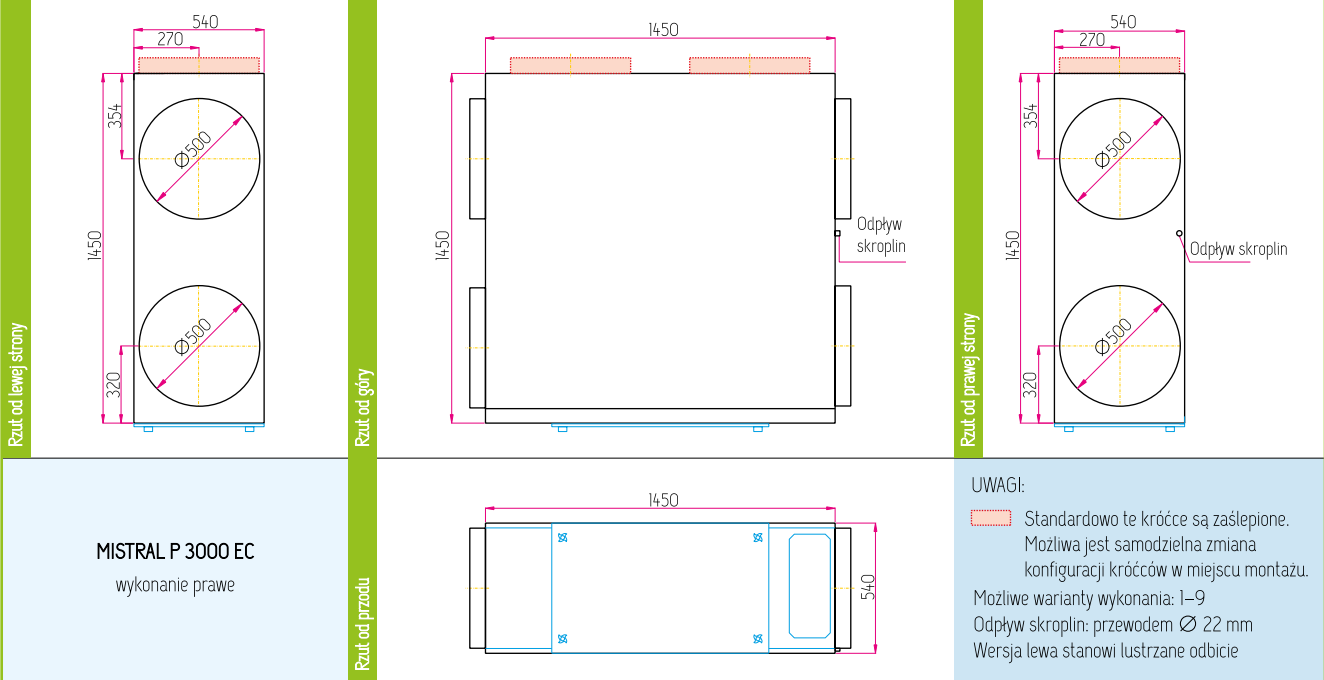 Rzut od lewej strony
540
270
354
Ø500
1450
Ø500
320
Rzut od góry
1450
1450
Odpływ
skroplin
Rzut od prawej strony
540
270
354
Ø500
1450
Odpływ skroplin
Ø500
320
MISTRAL P 3000 EC
wykonanie prawe
Rzut od przodu
1450
540
UWAGI:
Standardowo te króćce są zaślepione.
Możliwa jest samodzielna zmiana
konfiguracji króćców w miejscu montażu.
Możliwe warianty wykonania: 1–9
Odpływ skroplin: przewodem Ø 22 mm
Wersja lewa stanowi lustrzane odbicie